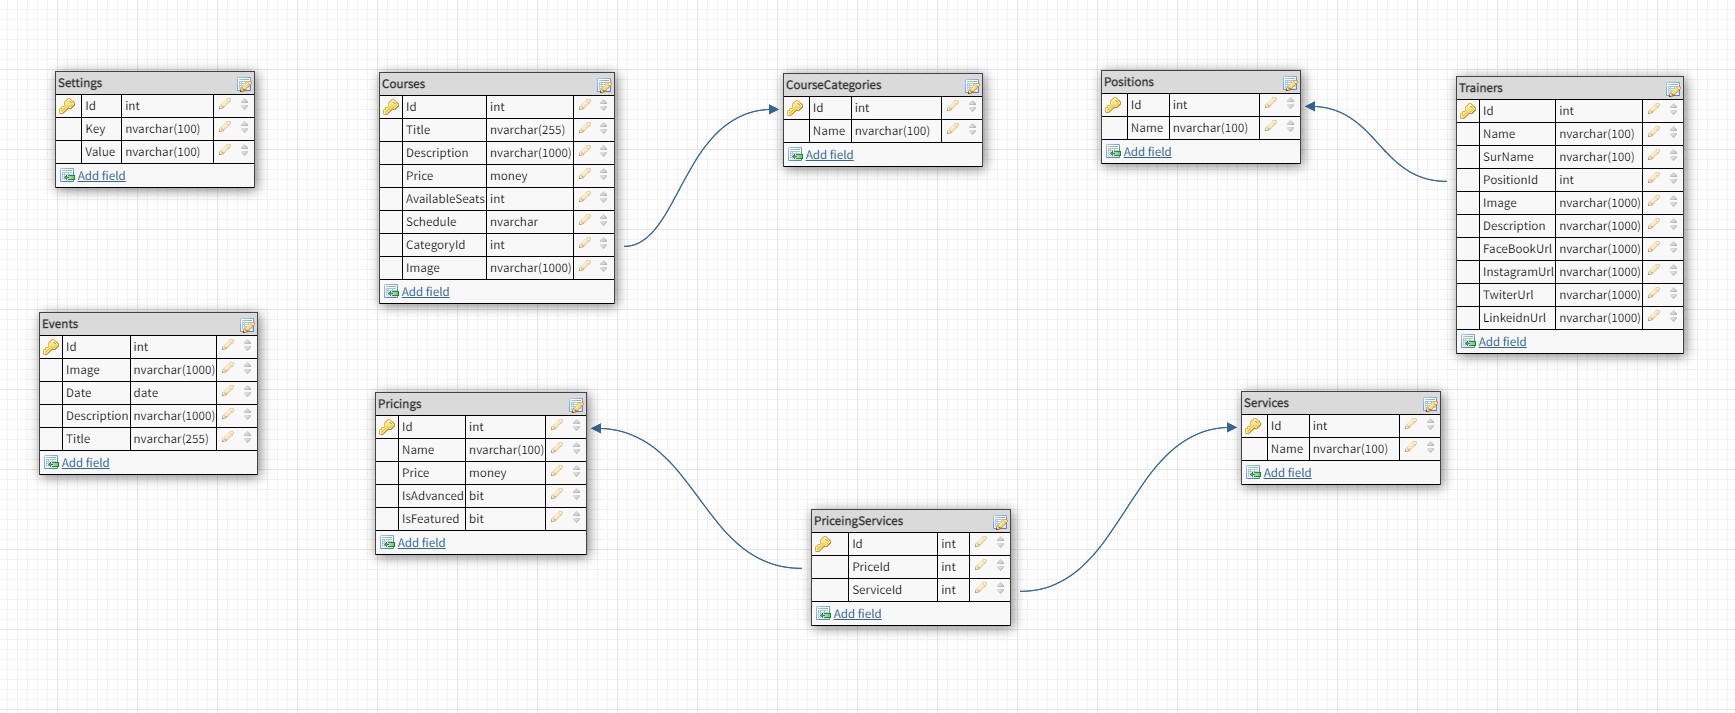 Settings
Id int
Key nvarchar(100)
Value nvarchar(100)
Add field
Courses
Id int
Title nvarchar(255)
Description nvarchar(1000)
Price money
AvailableSeats int
Schedule nvarchar
CategoryId int
Image nvarchar(1000)
Add field
CourseCategories
Id int
Name nvarchar(100)
Add field
Positions
Id int
Name nvarchar(100)
Add field
Trainers
Id int
Name nvarchar(100)
SurName nvarchar(100)
PositionId int
Image nvarchar(1000)
Description nvarchar(1000)
FaceBookUrl nvarchar(1000)
InstagramUrl nvarchar(1000)
TwiterUrl nvarchar(1000)
LinkeidnUrl nvarchar(1000)
Add field
Events
Id int
Image nvarchar(1000)
Date date
Description nvarchar(1000)
Title nvarchar(255)
Add field
Pricings
Id int
Name nvarchar(100)
Price money
IsAdvanced bit
IsFeatured bit
Add field
PriceingServices
Id int
PriceId int
ServiceId int
Add field
Services
Id int
Name nvarchar(100)
Add field